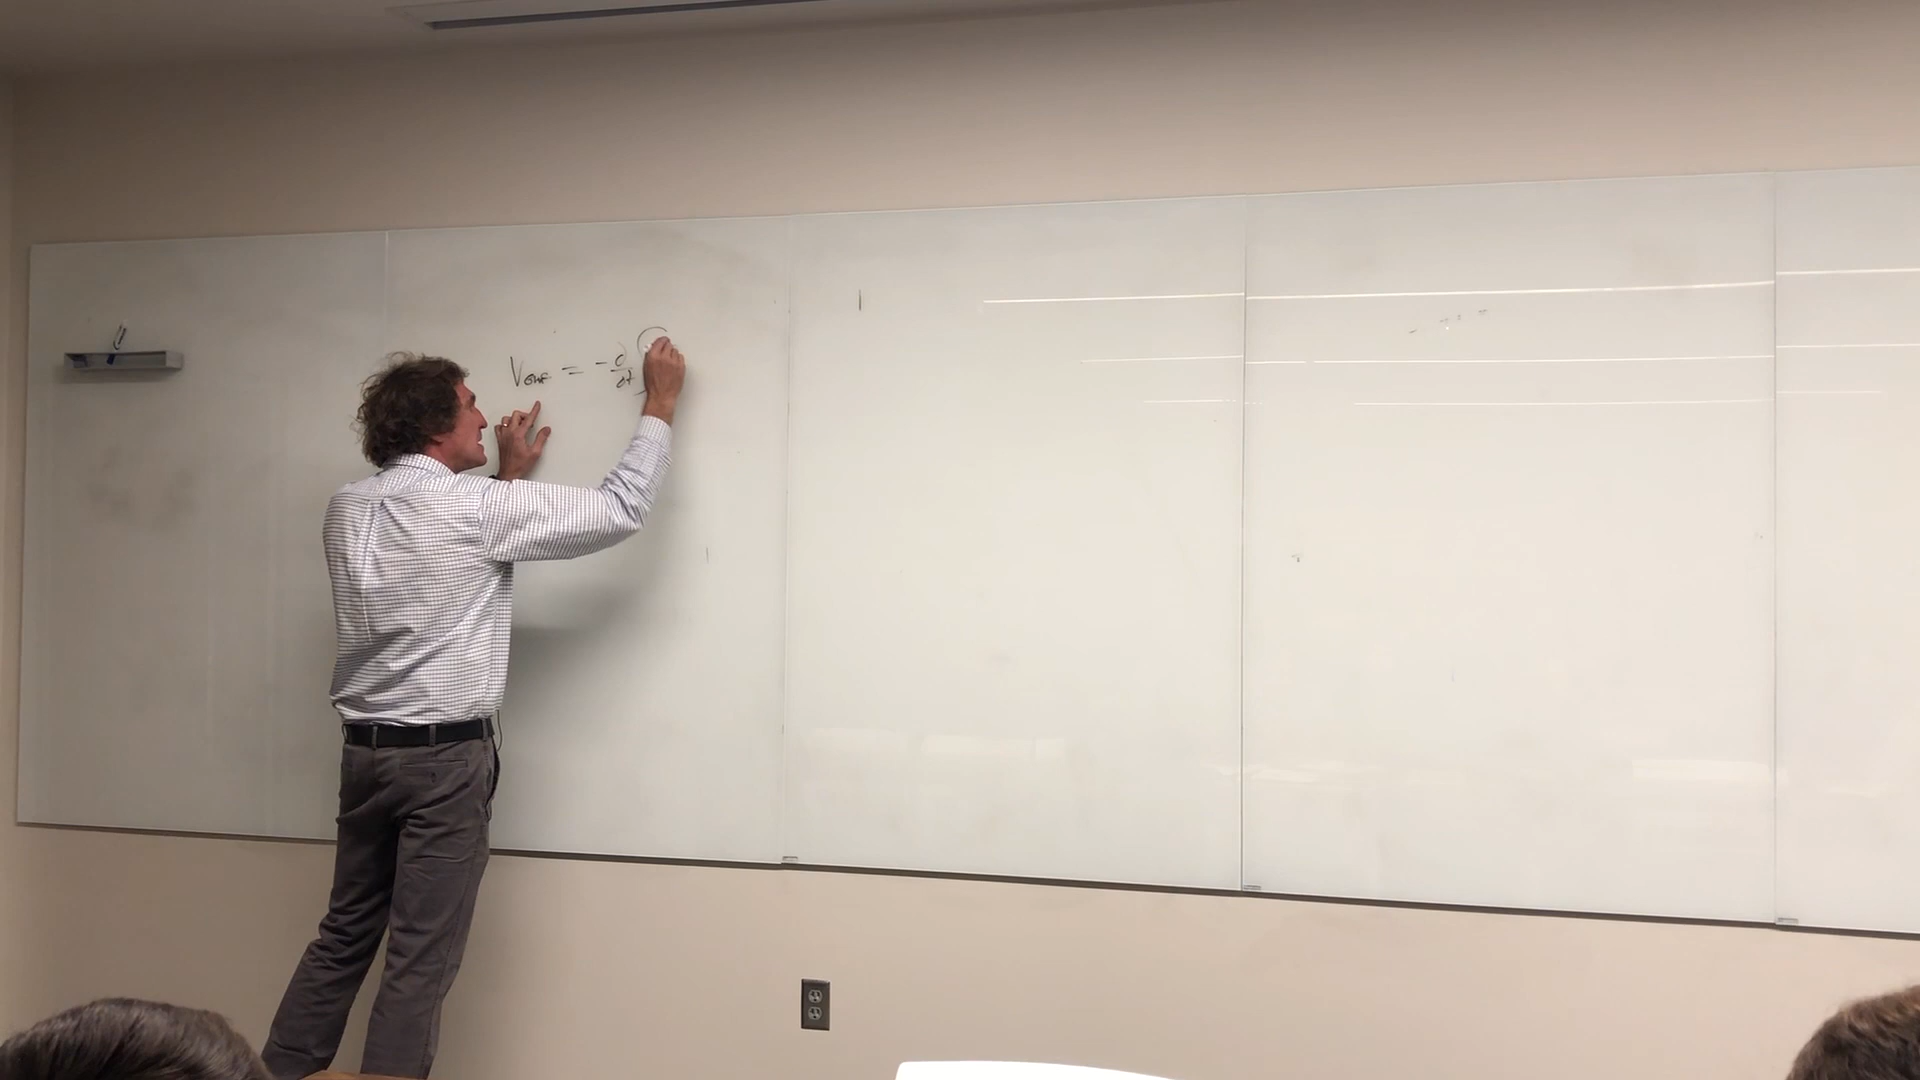 Vemf = - d/dt (